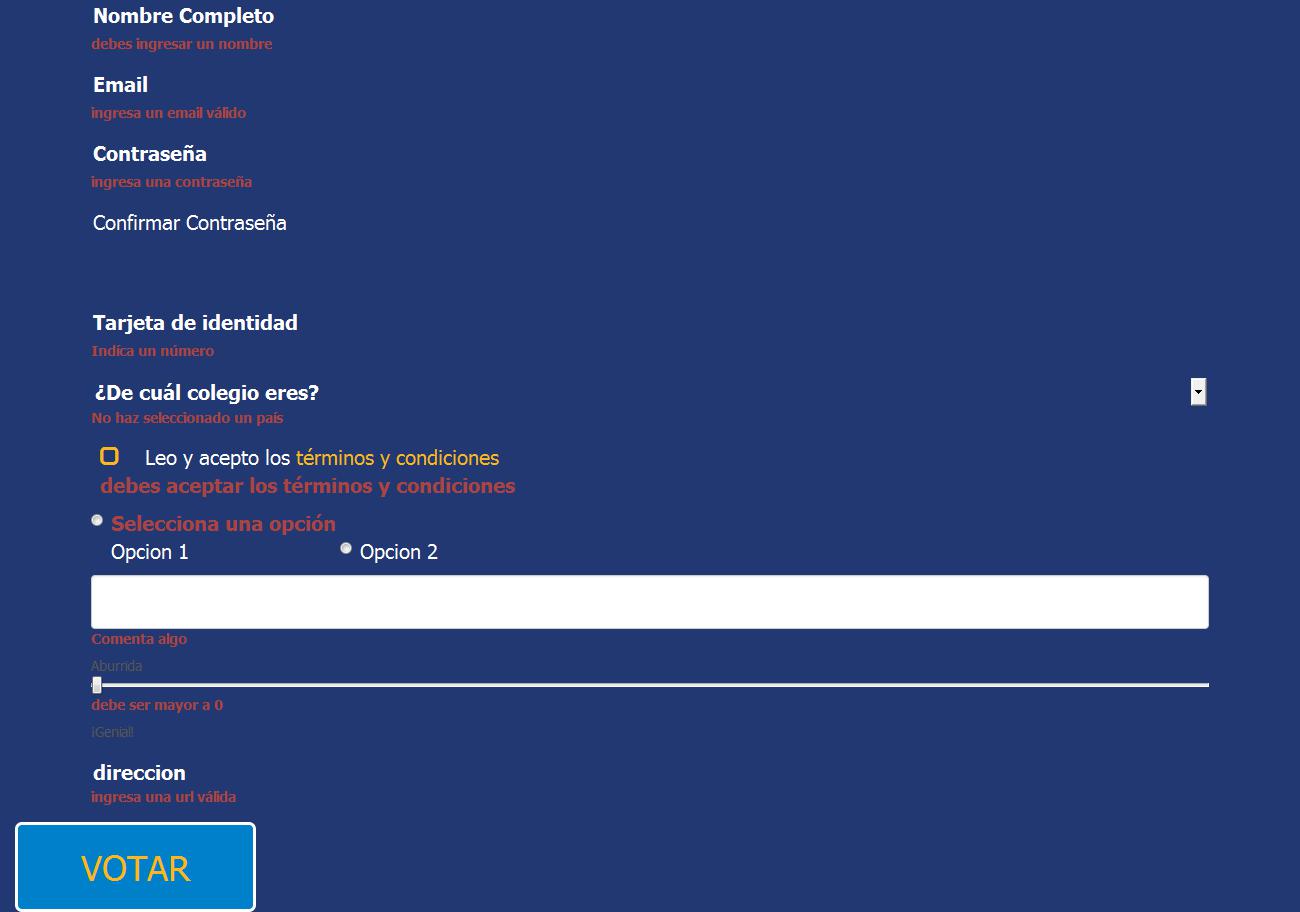 Nombre Completo
debes ingresar un nombre
Email
ingresa un email válido
Contraseña
ingresa una contraseña
Confirmar Contraseña
Tarjeta de identidad
Indíca un número
¿De cuál colegio eres?
No haz seleccionado un país
Leo y acepto los términos y condiciones
debes aceptar los términos y condiciones
Selecciona una opción
Opcion 1 Opcion 2
Comenta algo
Aburrida
debe ser mayor a 0
¡Genial!
direccion
ingresa una url válida
VOTAR